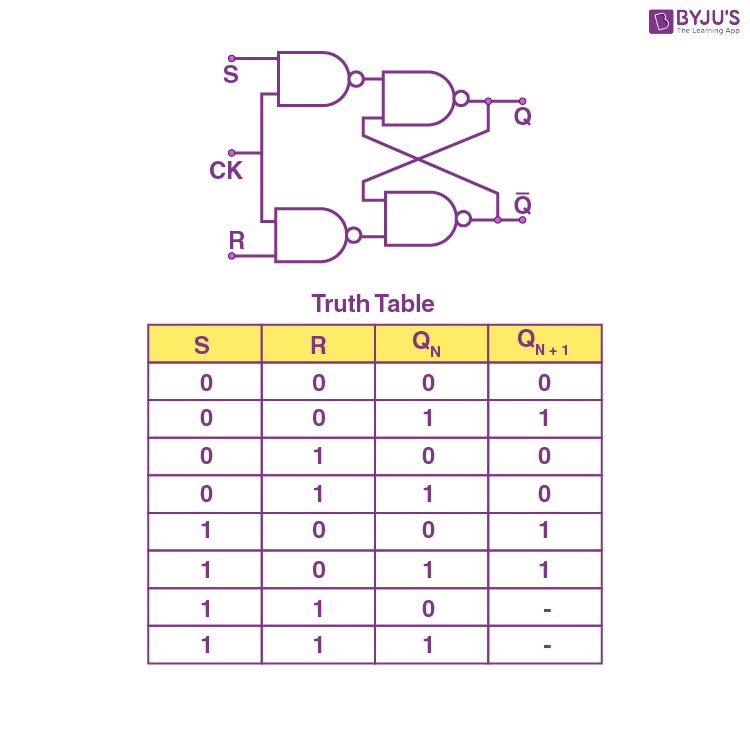 BYJU'S
The Learning App
S
Q
CK
Q̅
R
Truth Table
S R Q_N Q_{N + 1}
0 0 0 0
0 0 1 1
0 1 0 0
0 1 1 0
1 0 0 1
1 0 1 1
1 1 0 -
1 1 1 -